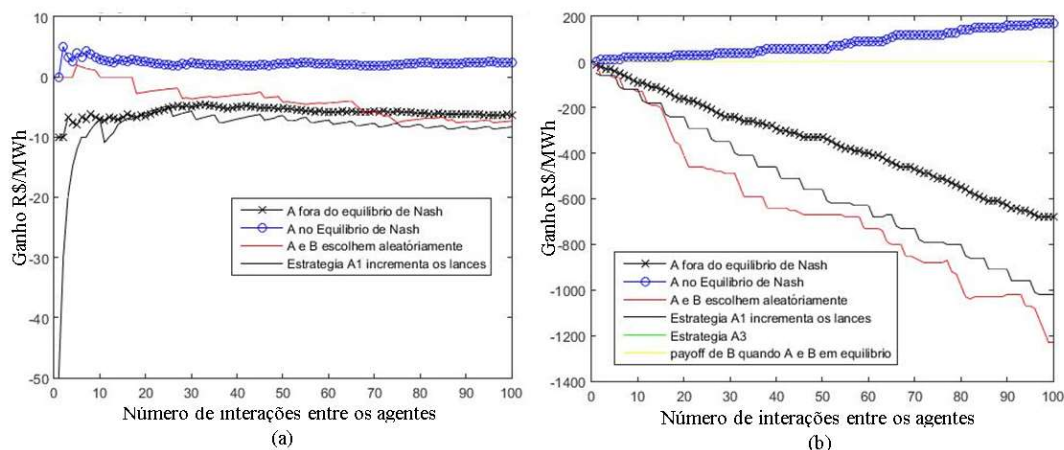 10
0
-10
-20
-30
-40
-50
Ganho R$/MWh
A fora do equilibrio de Nash
A no Equilibrio de Nash
A e B escolhem aleatóriamente
Estrategia A1 incrementa os lances
0 10 20 30 40 50 60 70 80 90 100
Número de interações entre os agentes
(a)
200
0
-200
-400
-600
-800
-1000
-1200
-1400
Ganho R$/MWh
A fora do equilibrio de Nash
A no Equilibrio de Nash
A e B escolhem aleatóriamente
Estrategia A1 incrementa os lances
Estrategia A3
payoff de B quando A e B em equilibrio
0 10 20 30 40 50 60 70 80 90 100
Número de interações entre os agentes
(b)